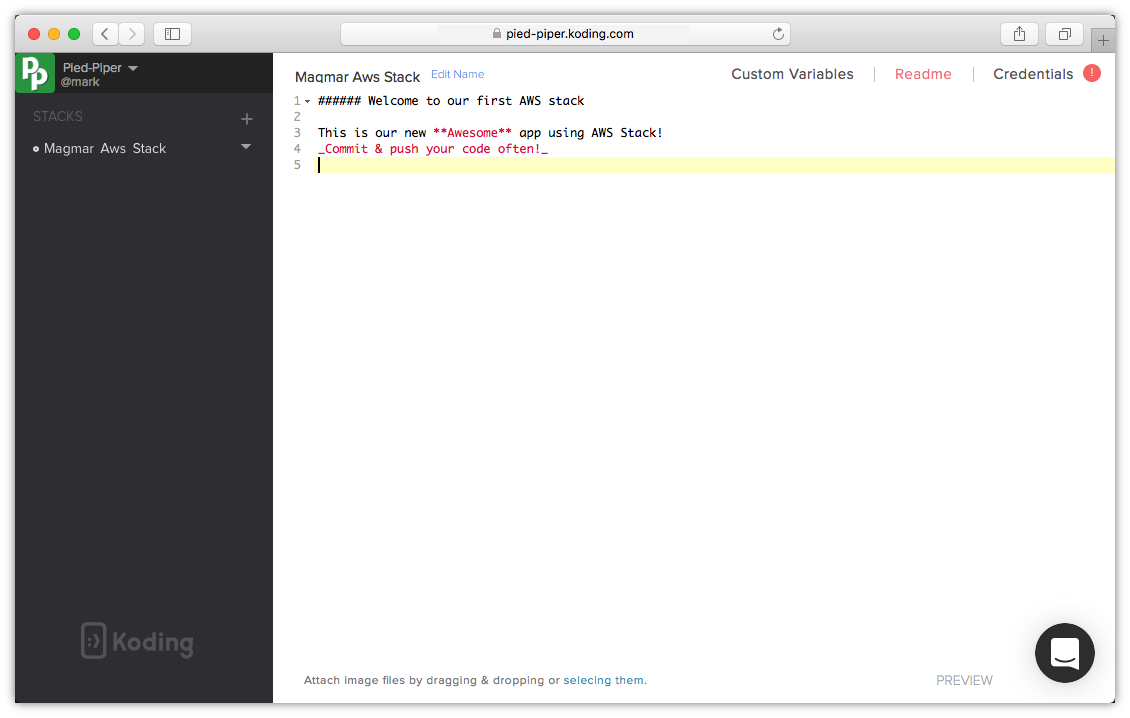 pied-piper.koding.com
Pied-Piper
@mark
STACKS
Magmar Aws Stack
Koding
Magmar Aws Stack Edit Name
Custom Variables Readme Credentials !
1 ###### Welcome to our first AWS stack
2
3 This is our new **Awesome** app using AWS Stack!
4 _Commit & push your code often!_
5
Attach image files by dragging & dropping or selecing them.
PREVIEW